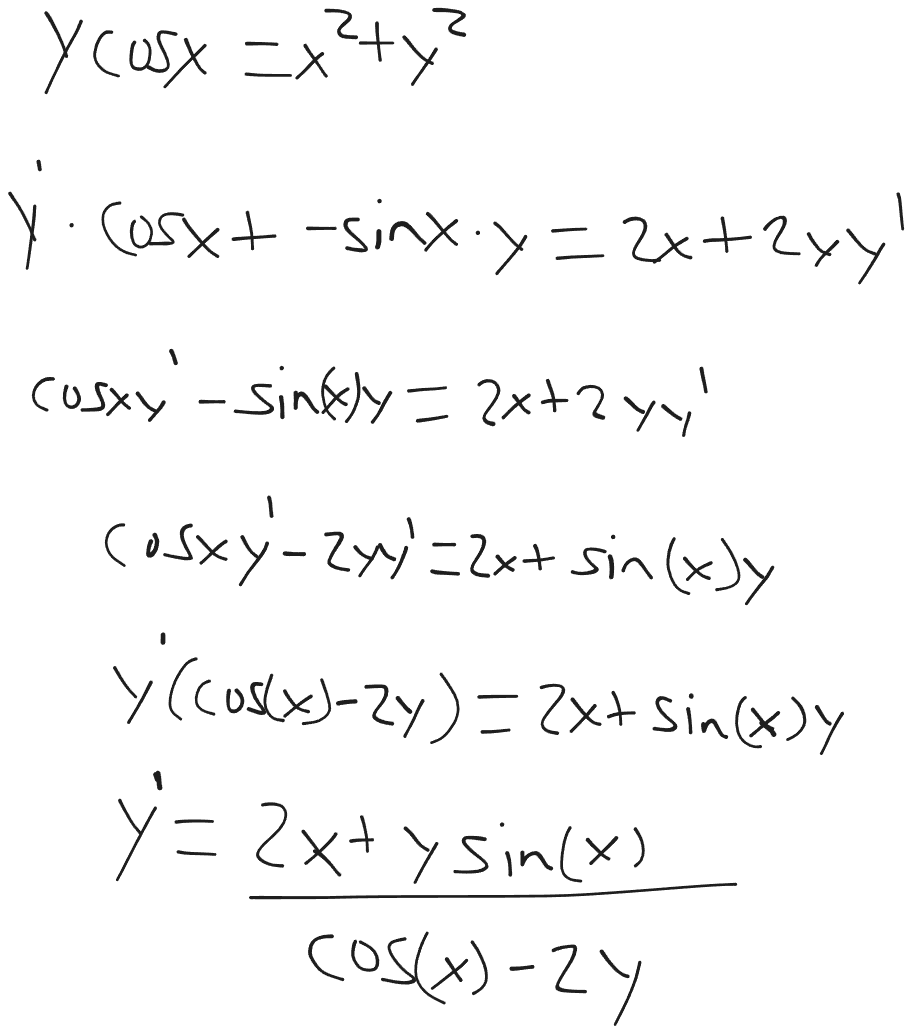 y cosx = x²+y²
y' · cosx + -sinx · y = 2x + 2yy'
cosxy' - sin(x)y = 2x+2yy'
cosxy' - 2yy' = 2x + sin(x)y
y'(cos(x)-2y) = 2x + sin(x)y
y' = 2x + y sin(x)
cos(x) - 2y